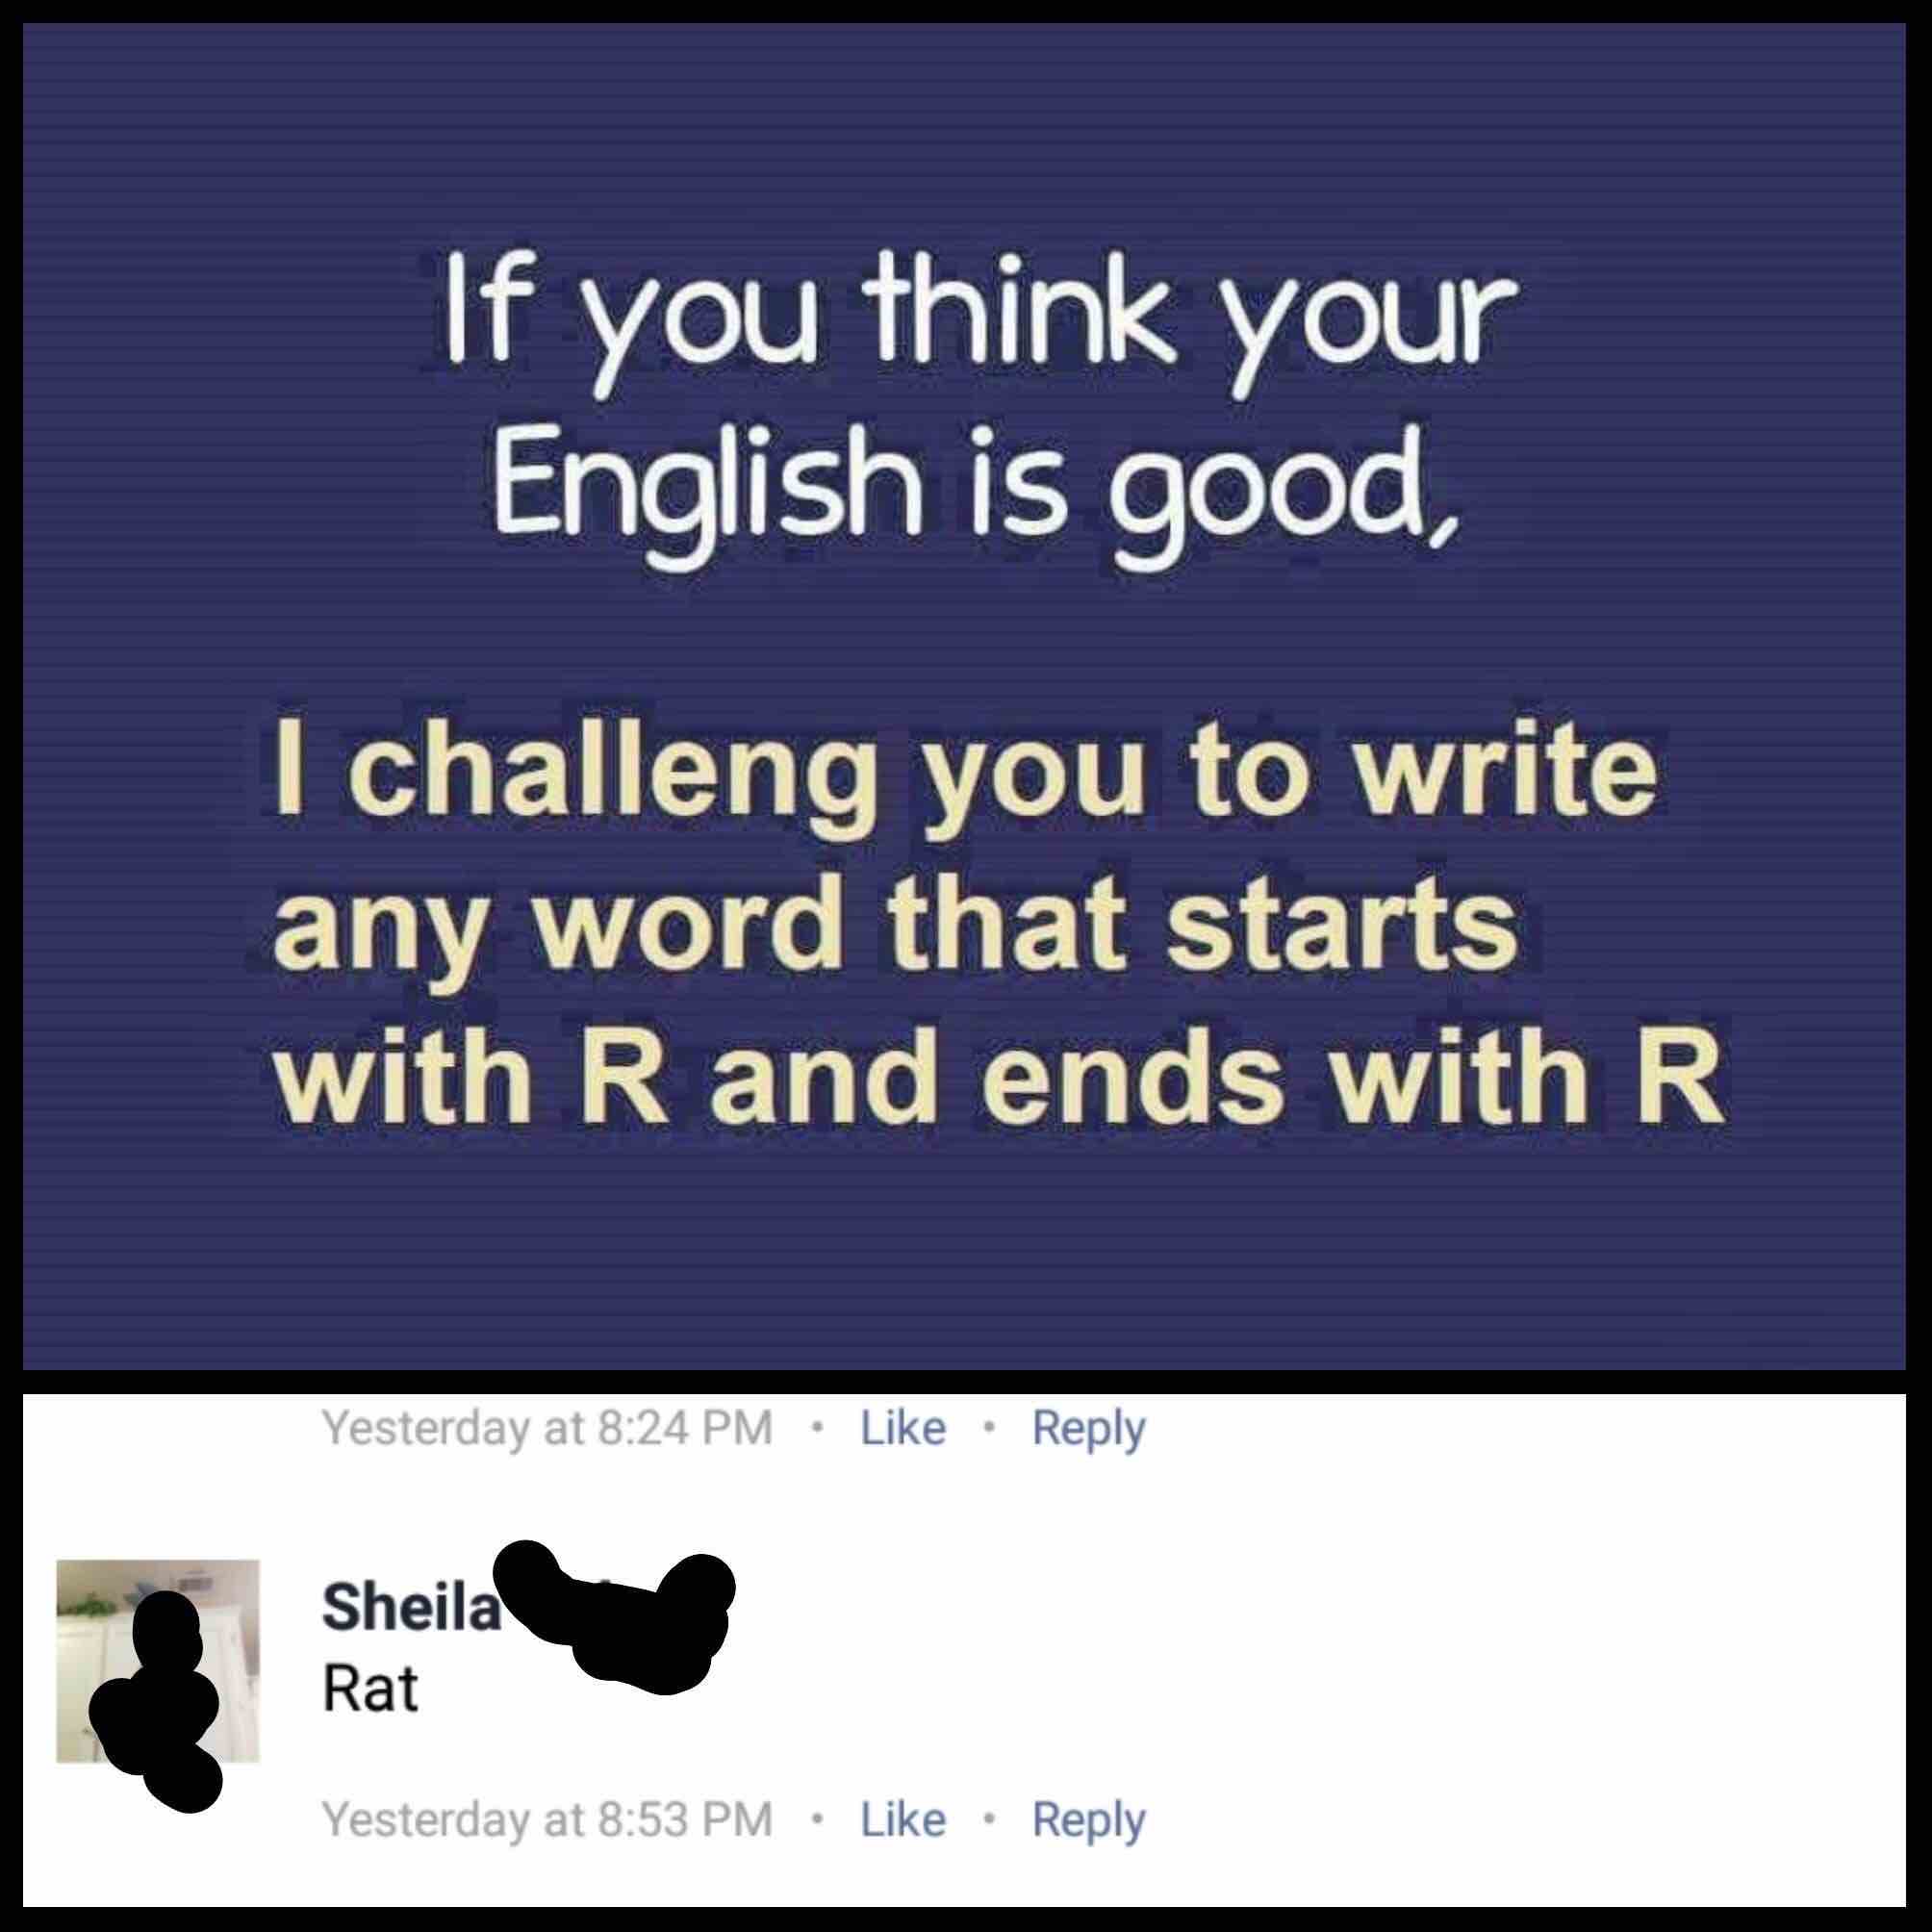 If you think your
English is good,
I challeng you to write
any word that starts
with R and ends with R
Yesterday at 8:24 PM • Like • Reply
Sheila
Rat
Yesterday at 8:53 PM • Like • Reply